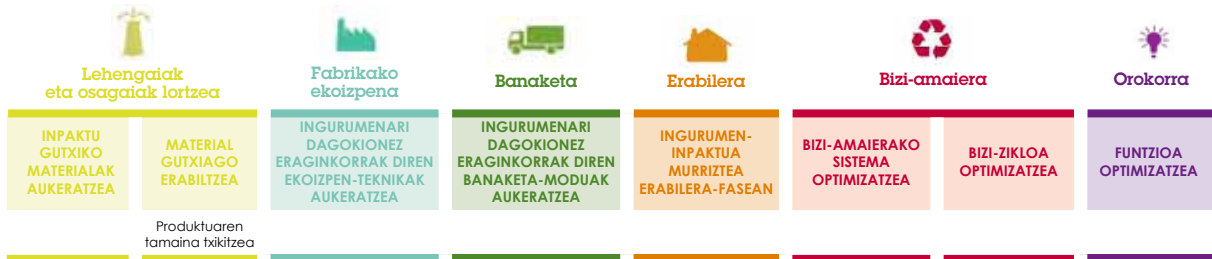 Lehengaiak
eta osagaiak lortzea
Fabrikako
ekoizpena
Banaketa
Erabilera
Bizi-amaiera
Orokorra
INPAKTU
GUTXIKO
MATERIALAK
AUKERATZEA
MATERIAL
GUTXIAGO
ERABILTZEA
INGURUMENARI
DAGOKIONEZ
ERAGINKORRAK DIREN
EKOIZPEN-TEKNIKAK
AUKERATZEA
INGURUMENARI
DAGOKIONEZ
ERAGINKORRAK DIREN
BANAKETA-MODUAK
AUKERATZEA
INGURUMEN-
INPAKTUA
MURRIZTEA
ERABILERA-FASEAN
BIZI-AMAIERAKO
SISTEMA
OPTIMIZATZEA
BIZI-ZIKLOA
OPTIMIZATZEA
FUNTZIOA
OPTIMIZATZEA
Produktuaren
tamaina txikitzea